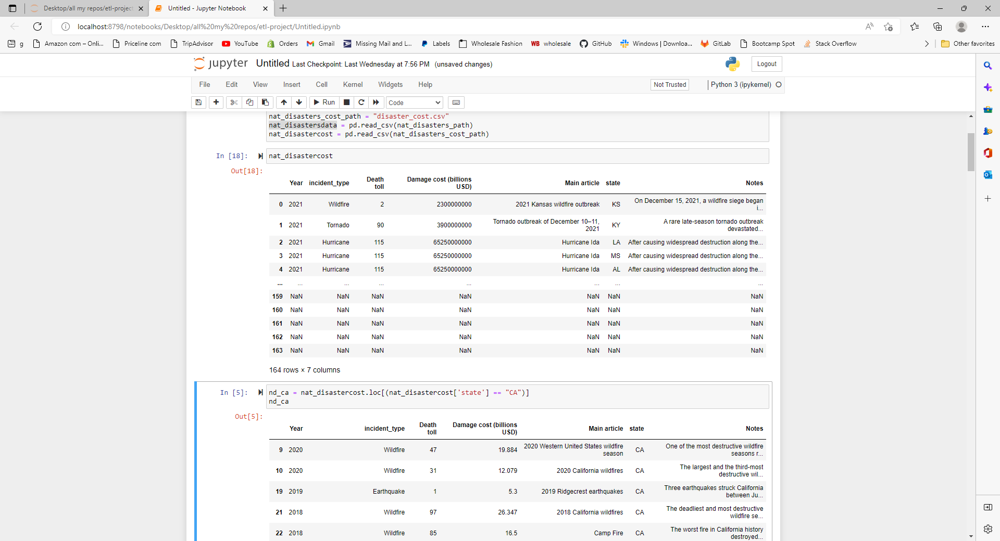 Desktop/all my repos/etl-project
Untitled - Jupyter Notebook
localhost:8798/notebooks/Desktop/all%20my%20repos/etl-project/Untitled.ipynb
g Amazon com – Onli... Priceline com TripAdvisor YouTube Orders Gmail Missing Mail and L... Labels Wholesale Fashion WB wholesale GitHub Windows | Downloa... GitLab Bootcamp Spot Stack Overflow Other favorites
jupyter Untitled Last Checkpoint: Last Wednesday at 7:56 PM (unsaved changes) Logout
File Edit View Insert Cell Kernel Widgets Help Not Trusted Python 3 (ipykernel)
Run Code
nat_disasters_cost_path = "disaster_cost.csv"
nat_disastersdata = pd.read_csv(nat_disasters_path)
nat_disastercost = pd.read_csv(nat_disasters_cost_path)
In [18]: nat_disastercost
Out[18]:
Year incident_type Death toll Damage cost (billions USD) Main article state Notes
0 2021 Wildfire 2 2300000000 2021 Kansas wildfire outbreak KS On December 15, 2021, a wildfire siege began i...
1 2021 Tornado 90 3900000000 Tornado outbreak of December 10–11, 2021 KY A rare late-season tornado outbreak devastated...
2 2021 Hurricane 115 65250000000 Hurricane Ida LA After causing widespread destruction along the...
3 2021 Hurricane 115 65250000000 Hurricane Ida MS After causing widespread destruction along the...
4 2021 Hurricane 115 65250000000 Hurricane Ida AL After causing widespread destruction along the...
... ... ... ... ... ... ... ...
159 NaN NaN NaN NaN NaN NaN NaN
160 NaN NaN NaN NaN NaN NaN NaN
161 NaN NaN NaN NaN NaN NaN NaN
162 NaN NaN NaN NaN NaN NaN NaN
163 NaN NaN NaN NaN NaN NaN NaN
164 rows × 7 columns
In [5]: nd_ca = nat_disastercost.loc[(nat_disastercost['state'] == "CA")]
nd_ca
Out[5]:
Year incident_type Death toll Damage cost (billions USD) Main article state Notes
9 2020 Wildfire 47 19.884 2020 Western United States wildfire season CA One of the most destructive wildfire seasons r...
10 2020 Wildfire 31 12.079 2020 California wildfires CA The largest and the third-most destructive wil...
19 2019 Earthquake 1 5.3 2019 Ridgecrest earthquakes CA Three earthquakes struck California between Ju...
21 2018 Wildfire 97 26.347 2018 California wildfires CA The deadliest and most destructive wildfire se...
22 2018 Wildfire 85 16.5 Camp Fire CA The worst fire in California history destroyed...